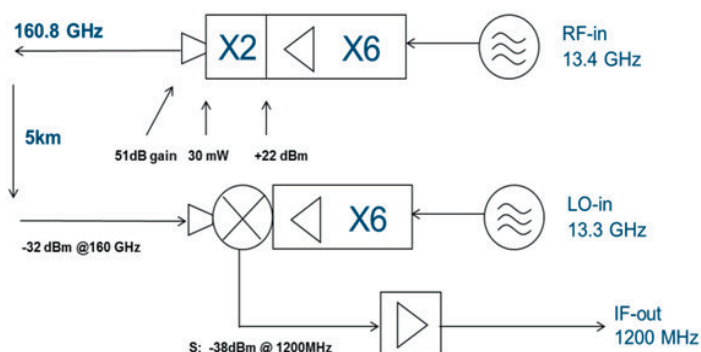 160.8 GHz
X2
X6
RF-in
13.4 GHz
5km
51dB gain
30 mW
+22 dBm
X6
LO-in
13.3 GHz
-32 dBm @160 GHz
IF-out
1200 MHz
S: -38dBm @ 1200MHz